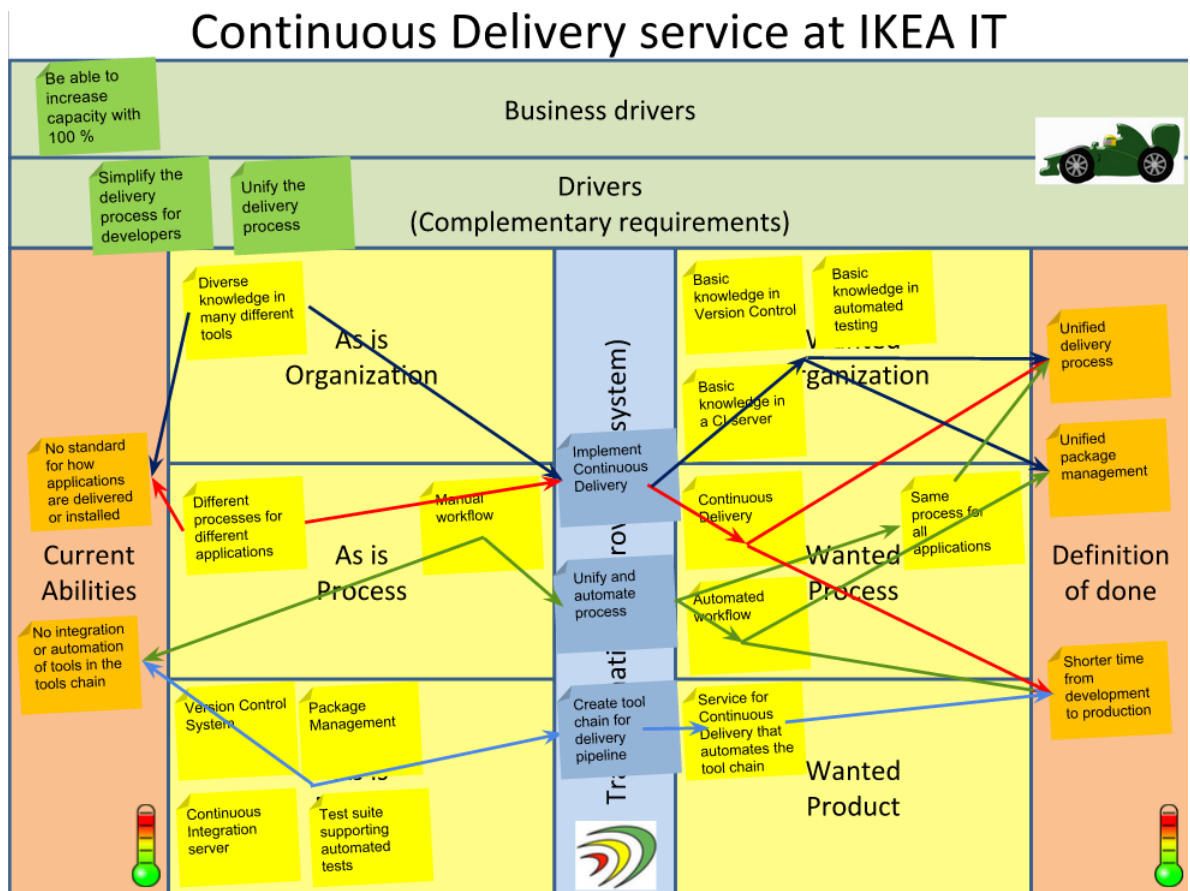 Continuous Delivery service at IKEA IT
Be able to
increase
capacity with
100 %
Business drivers
Simplify the
delivery
process for
developers
Unify the
delivery
process
Drivers
(Complementary requirements)
Diverse
knowledge in
many different
tools
As is
Organization
Basic
knowledge in
Version Control
Basic
knowledge in
automated
testing
Basic
knowledge in
a CI-server
Wanted
rganization
Unified
delivery
process
Unified
package
management
No standard
for how
applications
are delivered
or installed
Different
processes for
different
applications
Manual
workflow
Implement
Continuous
Delivery
Continuous
Delivery
Same
process for
all
applications
Current
Abilities
As is
Process
Unify and
automate
process
Automated
workflow
Wanted
Process
Definition
of done
No integration
or automation
of tools in the
tools chain
Version Control
System
Package
Management
Create tool
chain for
delivery
pipeline
Service for
Continuous
Delivery that
automates the
tool chain
Shorter time
from
development
to production
Wanted
Product
Continuous
Integration
server
Test suite
supporting
automated
tests
system)